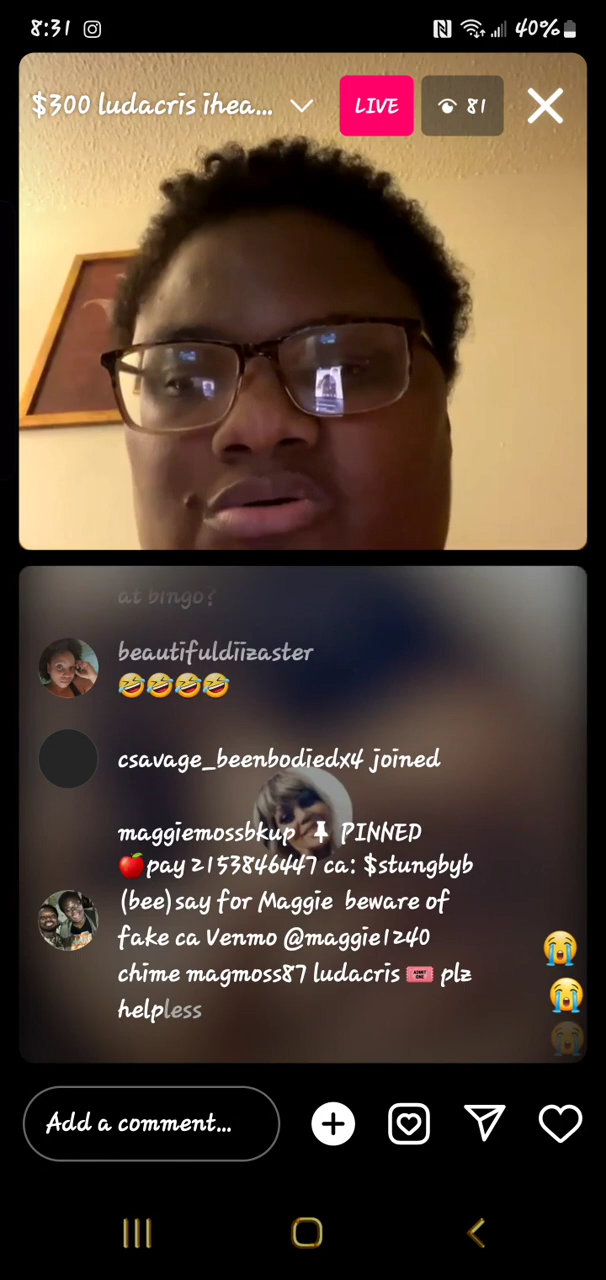 8:31 40%
$300 ludacris ihea...
LIVE
81
at bingo?
beautifuldiizaster
🤣🤣🤣🤣
csavage_beenbodiedx4 joined
maggiemossbkup 📌 PINNED
🍎pay 2153846447 ca: $stungbyb
(bee)say for Maggie beware of
fake ca Venmo @maggie1240
chime magmoss87 ludacris 🎟️ plz
helpless
Add a comment...